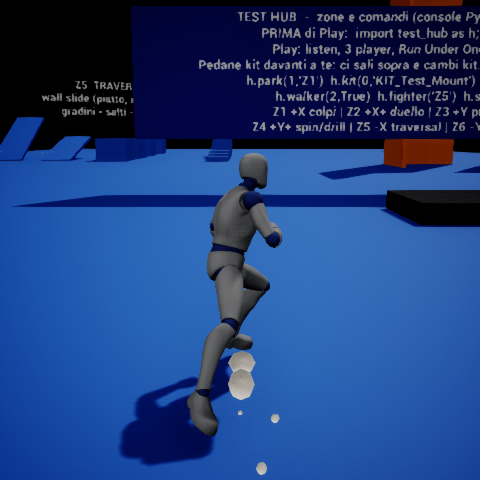 TEST HUB - zone e comandi (console Py
PRIMA di Play: import test_hub as h;
Play: listen, 3 player, Run Under One
Pedane kit davanti a te: ci sali sopra e cambi kit.
h.park(1,'Z1') h.kit(0,'KIT_Test_Mount')
h.walker(2,True) h.fighter('Z5') h.s
Z1 +X colpi | Z2 +X+ duello | Z3 +Y p
Z4 +Y+ spin/drill | Z5 -X traversal | Z6 -Y
Z5 TRAVER
wall slide (piatto,
gradini - salti -